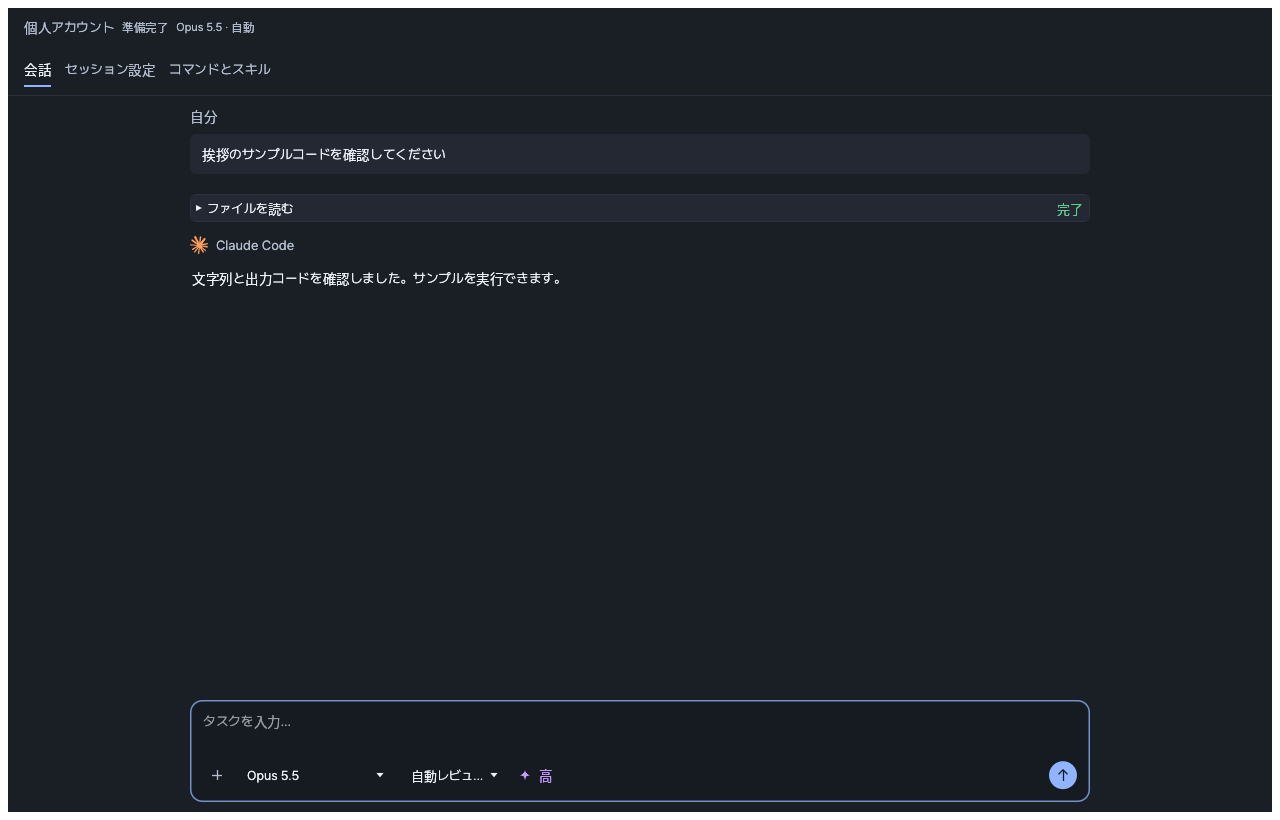 個人アカウント 準備完了 Opus 5.5 · 自動
会話 セッション設定 コマンドとスキル
自分
挨拶のサンプルコードを確認してください
ファイルを読む 完了
Claude Code
文字列と出力コードを確認しました。サンプルを実行できます。
タスクを入力...
Opus 5.5 自動レビュ... 高